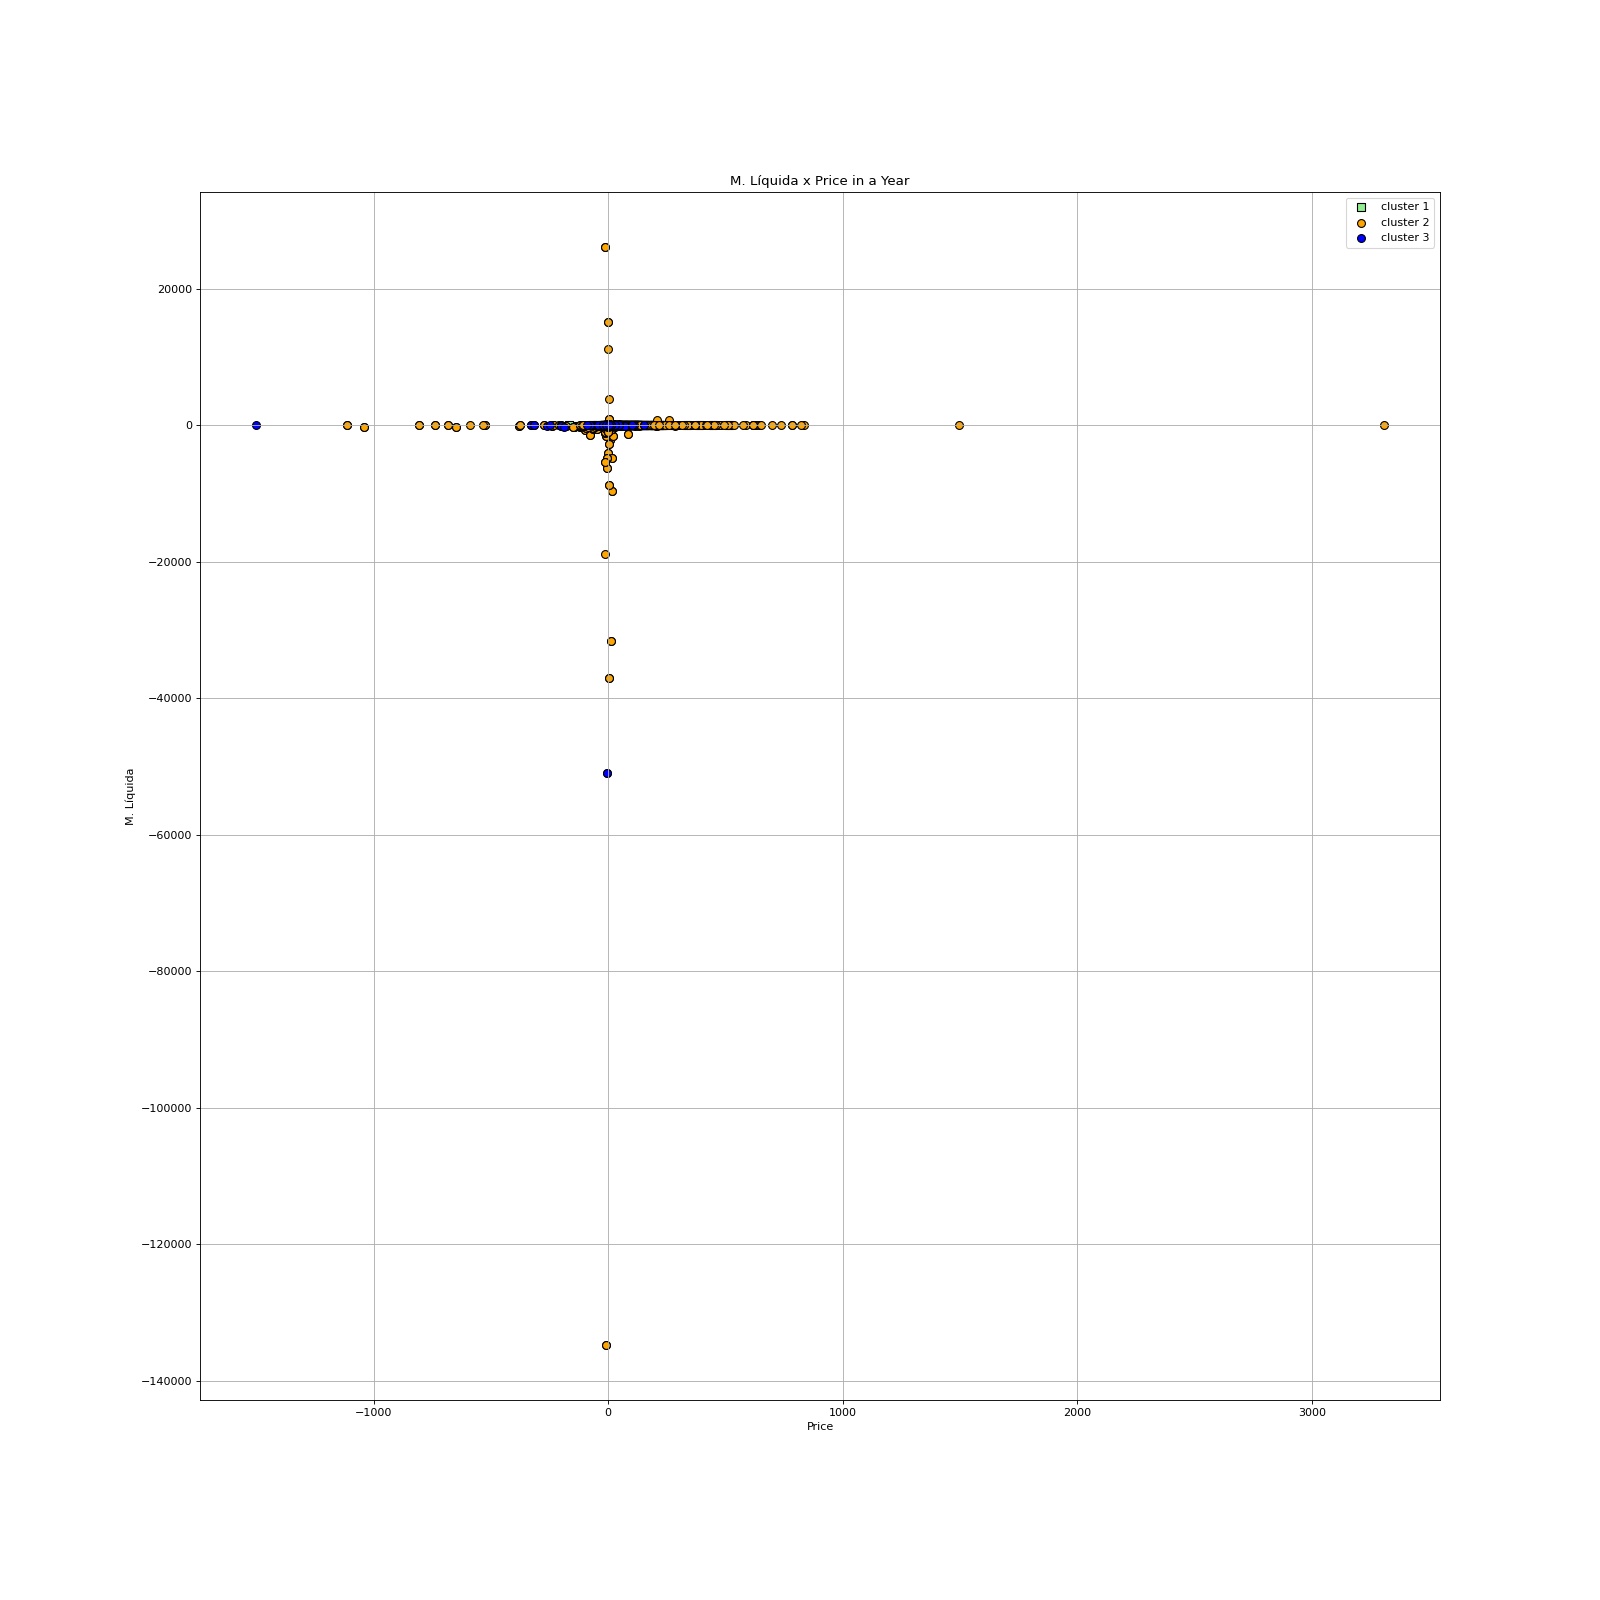 M. Líquida x Price in a Year
cluster 1
cluster 2
cluster 3
20000
0
−20000
−40000
−60000
−80000
−100000
−120000
−140000
M. Líquida
−1000
0
1000
2000
3000
Price